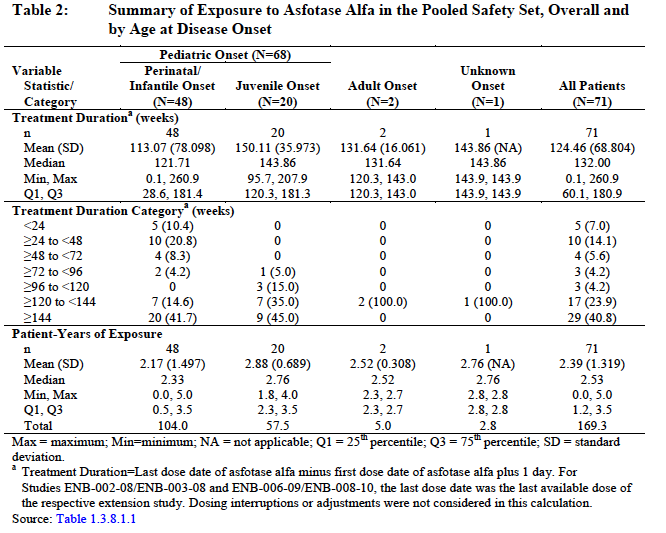 Table 2: Summary of Exposure to Asfotase Alfa in the Pooled Safety Set, Overall and
by Age at Disease Onset
Pediatric Onset (N=68)
Variable Perinatal/ Unknown
Statistic/ Infantile Onset Juvenile Onset Adult Onset Onset All Patients
Category (N=48) (N=20) (N=2) (N=1) (N=71)
Treatment Durationa (weeks)
n 48 20 2 1 71
Mean (SD) 113.07 (78.098) 150.11 (35.973) 131.64 (16.061) 143.86 (NA) 124.46 (68.804)
Median 121.71 143.86 131.64 143.86 132.00
Min, Max 0.1, 260.9 95.7, 207.9 120.3, 143.0 143.9, 143.9 0.1, 260.9
Q1, Q3 28.6, 181.4 120.3, 181.3 120.3, 143.0 143.9, 143.9 60.1, 180.9
Treatment Duration Categorya (weeks)
<24 5 (10.4) 0 0 0 5 (7.0)
≥24 to <48 10 (20.8) 0 0 0 10 (14.1)
≥48 to <72 4 (8.3) 0 0 0 4 (5.6)
≥72 to <96 2 (4.2) 1 (5.0) 0 0 3 (4.2)
≥96 to <120 0 3 (15.0) 0 0 3 (4.2)
≥120 to <144 7 (14.6) 7 (35.0) 2 (100.0) 1 (100.0) 17 (23.9)
≥144 20 (41.7) 9 (45.0) 0 0 29 (40.8)
Patient-Years of Exposure
n 48 20 2 1 71
Mean (SD) 2.17 (1.497) 2.88 (0.689) 2.52 (0.308) 2.76 (NA) 2.39 (1.319)
Median 2.33 2.76 2.52 2.76 2.53
Min, Max 0.0, 5.0 1.8, 4.0 2.3, 2.7 2.8, 2.8 0.0, 5.0
Q1, Q3 0.5, 3.5 2.3, 3.5 2.3, 2.7 2.8, 2.8 1.2, 3.5
Total 104.0 57.5 5.0 2.8 169.3
Max = maximum; Min=minimum; NA = not applicable; Q1 = 25th percentile; Q3 = 75th percentile; SD = standard
deviation.
a Treatment Duration=Last dose date of asfotase alfa minus first dose date of asfotase alfa plus 1 day. For
Studies ENB-002-08/ENB-003-08 and ENB-006-09/ENB-008-10, the last dose date was the last available dose of
the respective extension study. Dosing interruptions or adjustments were not considered in this calculation.
Source: Table 1.3.8.1.1